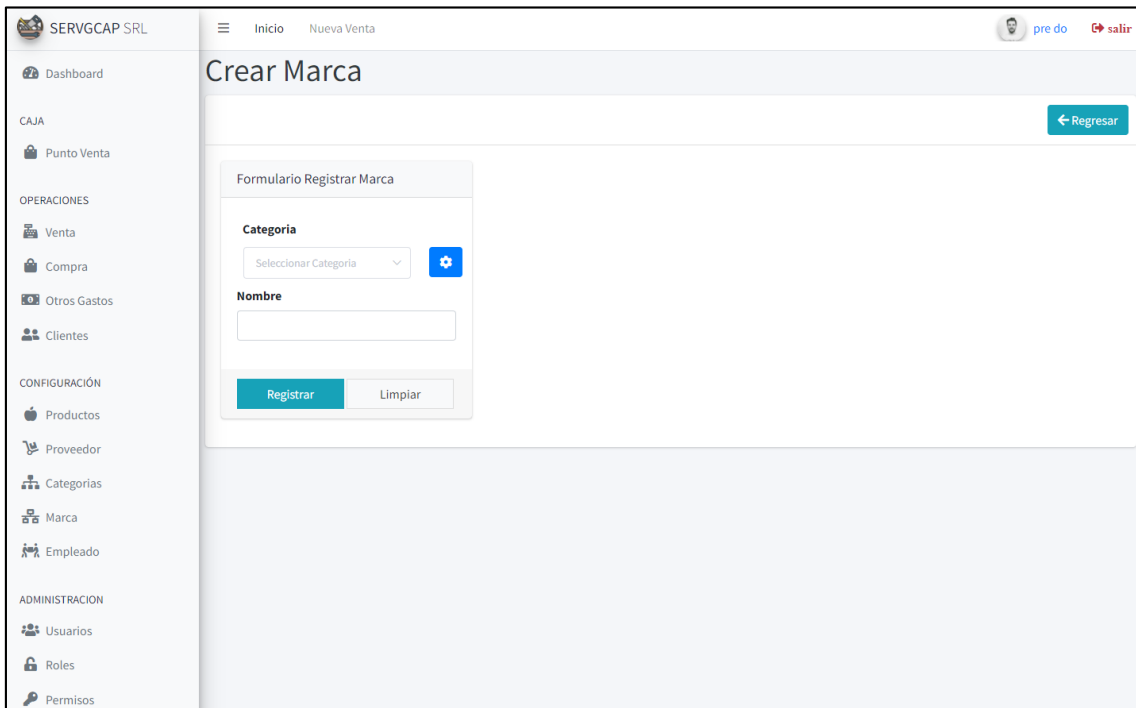 SERVGCAP SRL
Inicio Nueva Venta pre do salir
Dashboard
CAJA
Punto Venta
OPERACIONES
Venta
Compra
Otros Gastos
Clientes
CONFIGURACIÓN
Productos
Proveedor
Categorias
Marca
Empleado
ADMINISTRACION
Usuarios
Roles
Permisos
Crear Marca
Regresar
Formulario Registrar Marca
Categoria
Seleccionar Categoria
Nombre
Registrar Limpiar